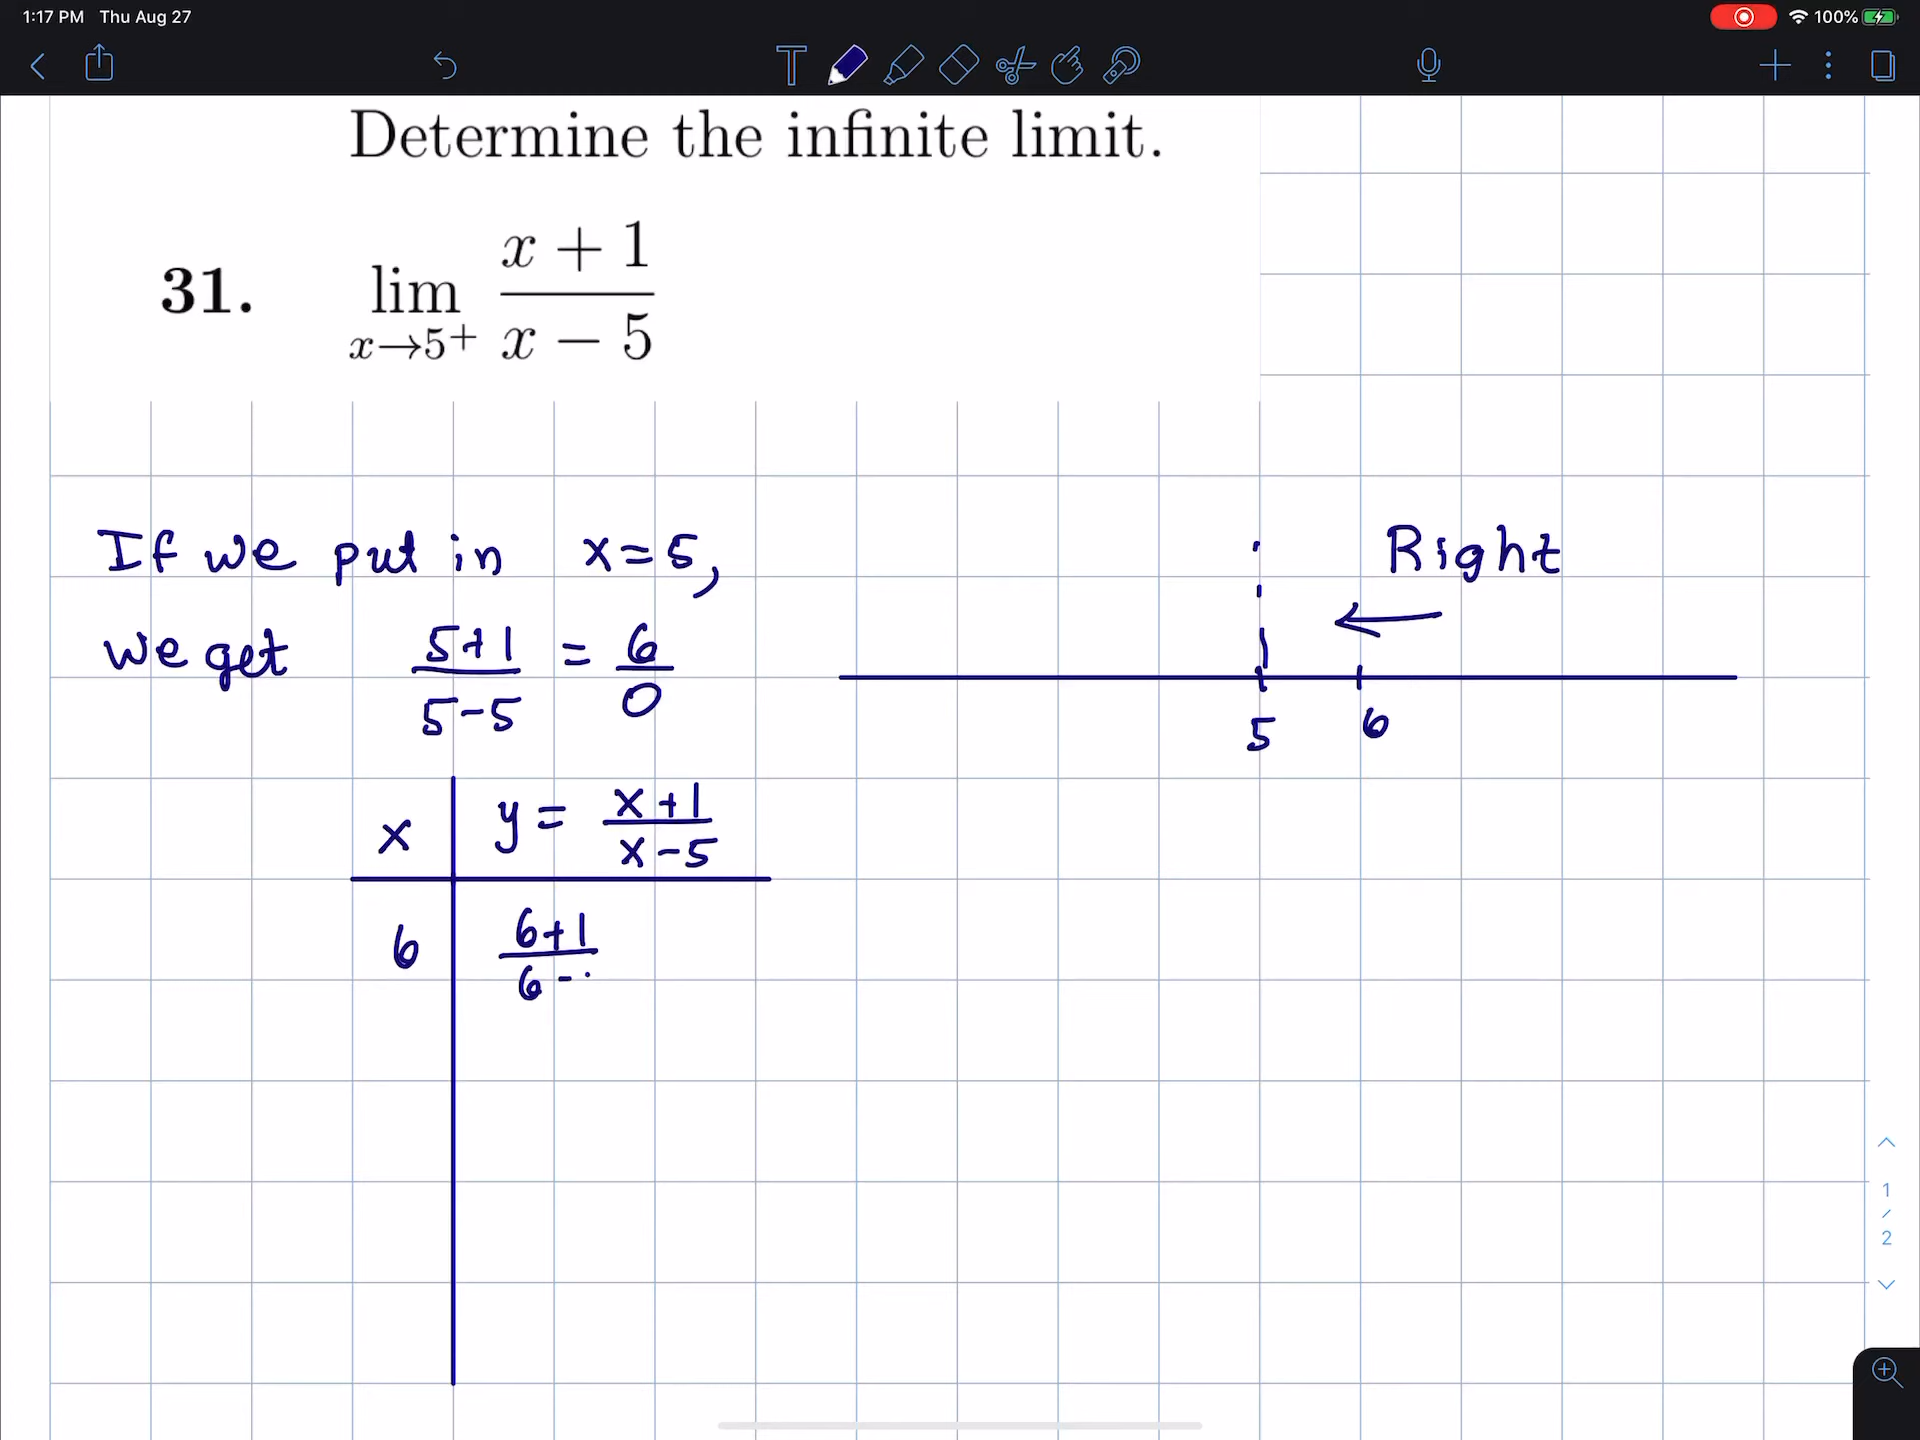 1:17 PM Thu Aug 27
100%
Determine the infinite limit.
31. lim x→5⁺ (x + 1)/(x − 5)
If we put in x=5,
we get (5+1)/(5-5) = 6/0
Right
5 6
x | y = (x+1)/(x-5)
6 | (6+1)/(6-
1
/
2